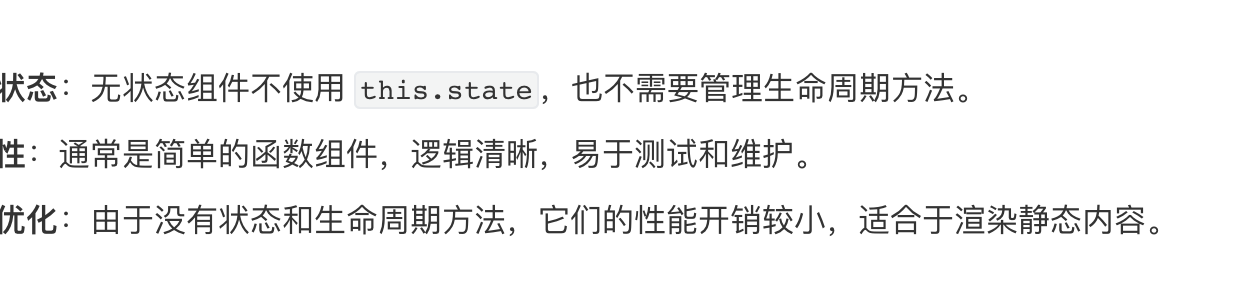 状态：无状态组件不使用 this.state，也不需要管理生命周期方法。
性：通常是简单的函数组件，逻辑清晰，易于测试和维护。
优化：由于没有状态和生命周期方法，它们的性能开销较小，适合于渲染静态内容。